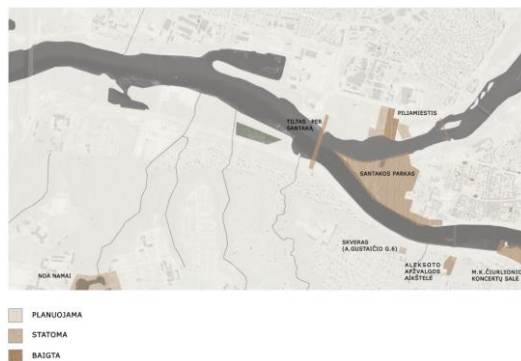 PILIAMIESTIS
TILTAS PER
SANTAKĄ
SANTAKOS PARKAS
SKVERAS
(A.GUSTAIČIO G.6)
ALEKSOTO
APŽVALGOS
AIKŠTELĖ
M.K.ČIURLIONIO
KONCERTŲ SALĖ
NOA NAMAI
PLANUOJAMA
STATOMA
BAIGTA